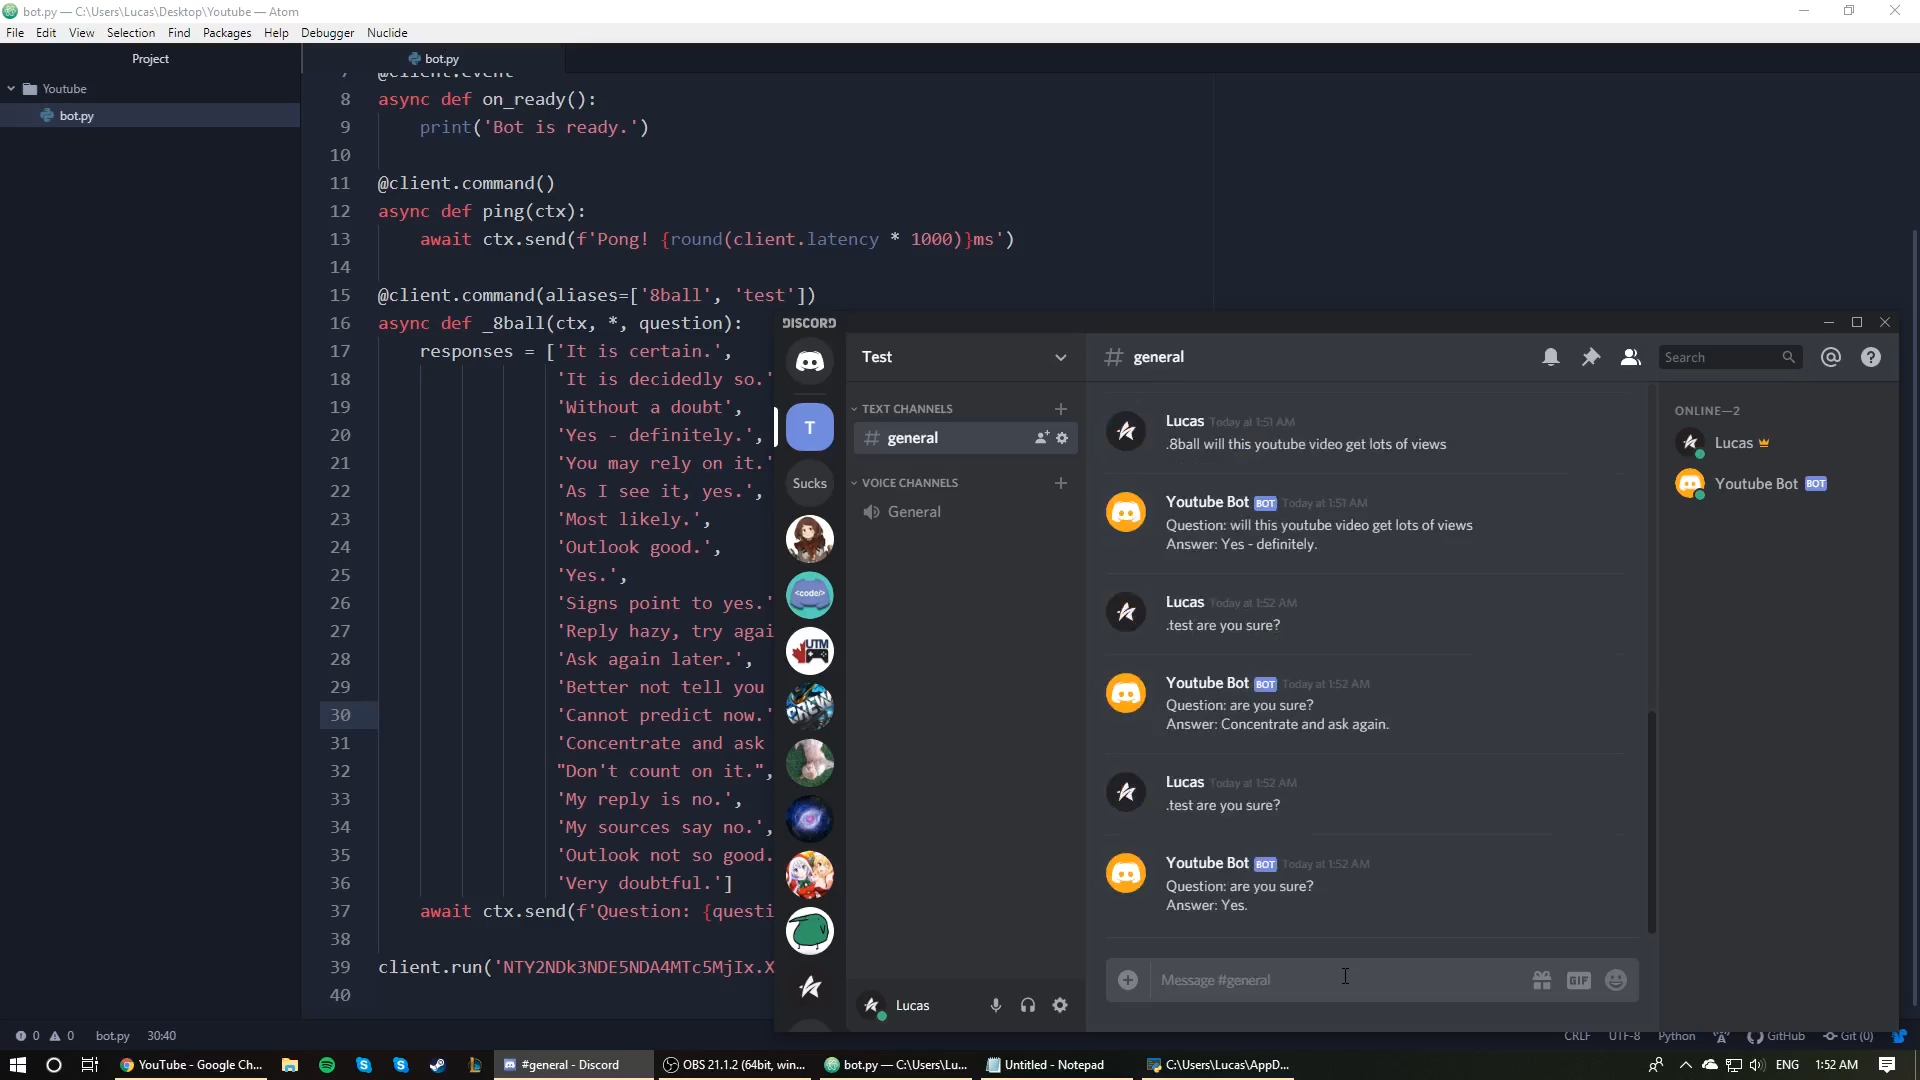 bot.py — C:\Users\Lucas\Desktop\Youtube — Atom
File Edit View Selection Find Packages Help Debugger Nuclide
Project
bot.py
Youtube
bot.py
7 @client.event
8 async def on_ready():
9 print('Bot is ready.')
10
11 @client.command()
12 async def ping(ctx):
13 await ctx.send(f'Pong! {round(client.latency * 1000)}ms')
14
15 @client.command(aliases=['8ball', 'test'])
16 async def _8ball(ctx, *, question):
17 responses = ['It is certain.',
18 'It is decidedly so.'
19 'Without a doubt',
20 'Yes - definitely.',
21 'You may rely on it.'
22 'As I see it, yes.',
23 'Most likely.',
24 'Outlook good.',
25 'Yes.',
26 'Signs point to yes.'
27 'Reply hazy, try agai
28 'Ask again later.',
29 'Better not tell you
30 'Cannot predict now.'
31 'Concentrate and ask
32 "Don't count on it.",
33 'My reply is no.',
34 'My sources say no.',
35 'Outlook not so good.
36 'Very doubtful.']
37 await ctx.send(f'Question: {questi
38
39 client.run('NTY2NDk3NDE5NDA4MTc5MjIx.X
40
DISCORD
T
Sucks
<code/>
UTM
CREW
Test
TEXT CHANNELS
general
VOICE CHANNELS
General
Lucas
# general
Search
Lucas Today at 1:51 AM
.8ball will this youtube video get lots of views
Youtube Bot BOT Today at 1:51 AM
Question: will this youtube video get lots of views
Answer: Yes - definitely.
Lucas Today at 1:52 AM
.test are you sure?
Youtube Bot BOT Today at 1:52 AM
Question: are you sure?
Answer: Concentrate and ask again.
Lucas Today at 1:52 AM
.test are you sure?
Youtube Bot BOT Today at 1:52 AM
Question: are you sure?
Answer: Yes.
Message #general
GIF
ONLINE—2
Lucas
Youtube Bot BOT
0 0 bot.py 30:40
CRLF UTF-8 Python GitHub Git (0)
YouTube - Google Ch...
#general - Discord
OBS 21.1.2 (64bit, win...
bot.py — C:\Users\Lu...
Untitled - Notepad
C:\Users\Lucas\AppD...
ENG 1:52 AM